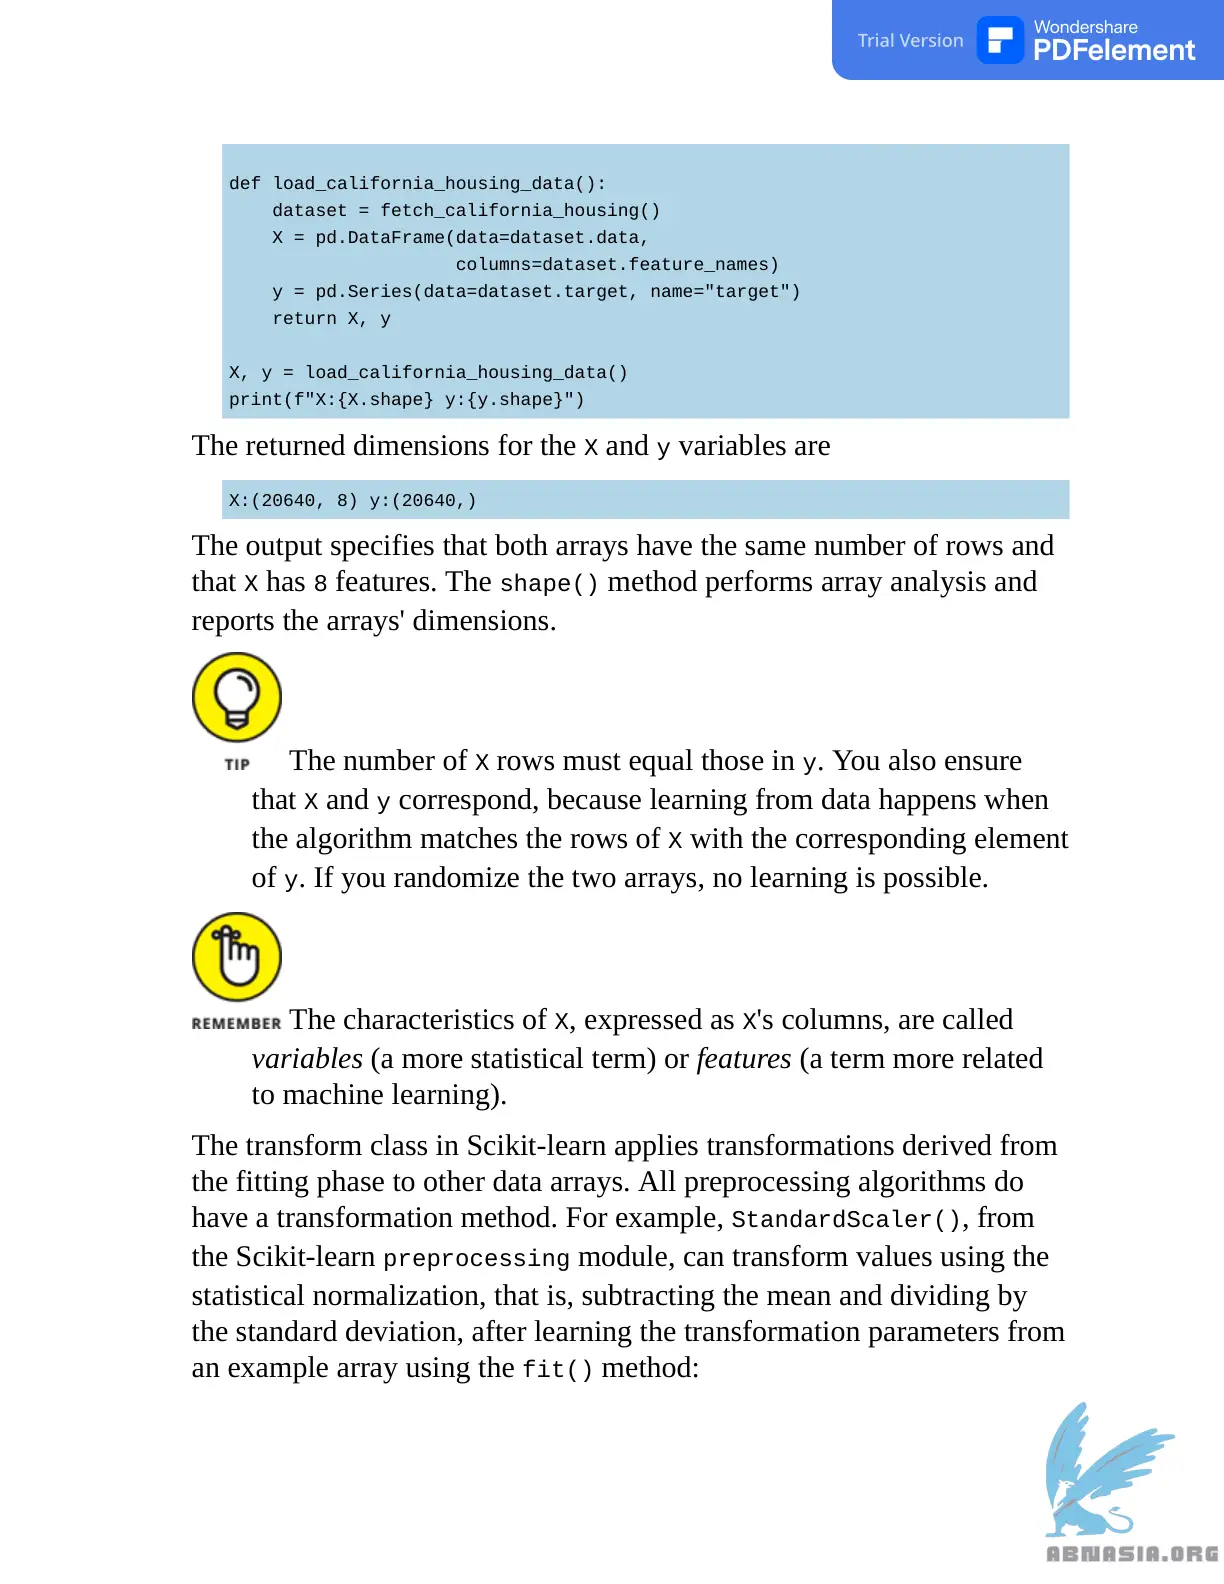 Trial Version
Wondershare
PDFelement
def load_california_housing_data():
    dataset = fetch_california_housing()
    X = pd.DataFrame(data=dataset.data,
                     columns=dataset.feature_names)
    y = pd.Series(data=dataset.target, name="target")
    return X, y
X, y = load_california_housing_data()
print(f"X:{X.shape} y:{y.shape}")
The returned dimensions for the X and y variables are
X:(20640, 8) y:(20640,)
The output specifies that both arrays have the same number of rows and
that X has 8 features. The shape() method performs array analysis and
reports the arrays' dimensions.
TIP The number of X rows must equal those in y. You also ensure
that X and y correspond, because learning from data happens when
the algorithm matches the rows of X with the corresponding element
of y. If you randomize the two arrays, no learning is possible.
REMEMBER The characteristics of X, expressed as X's columns, are called
variables (a more statistical term) or features (a term more related
to machine learning).
The transform class in Scikit-learn applies transformations derived from
the fitting phase to other data arrays. All preprocessing algorithms do
have a transformation method. For example, StandardScaler(), from
the Scikit-learn preprocessing module, can transform values using the
statistical normalization, that is, subtracting the mean and dividing by
the standard deviation, after learning the transformation parameters from
an example array using the fit() method:
ABNASIA.ORG